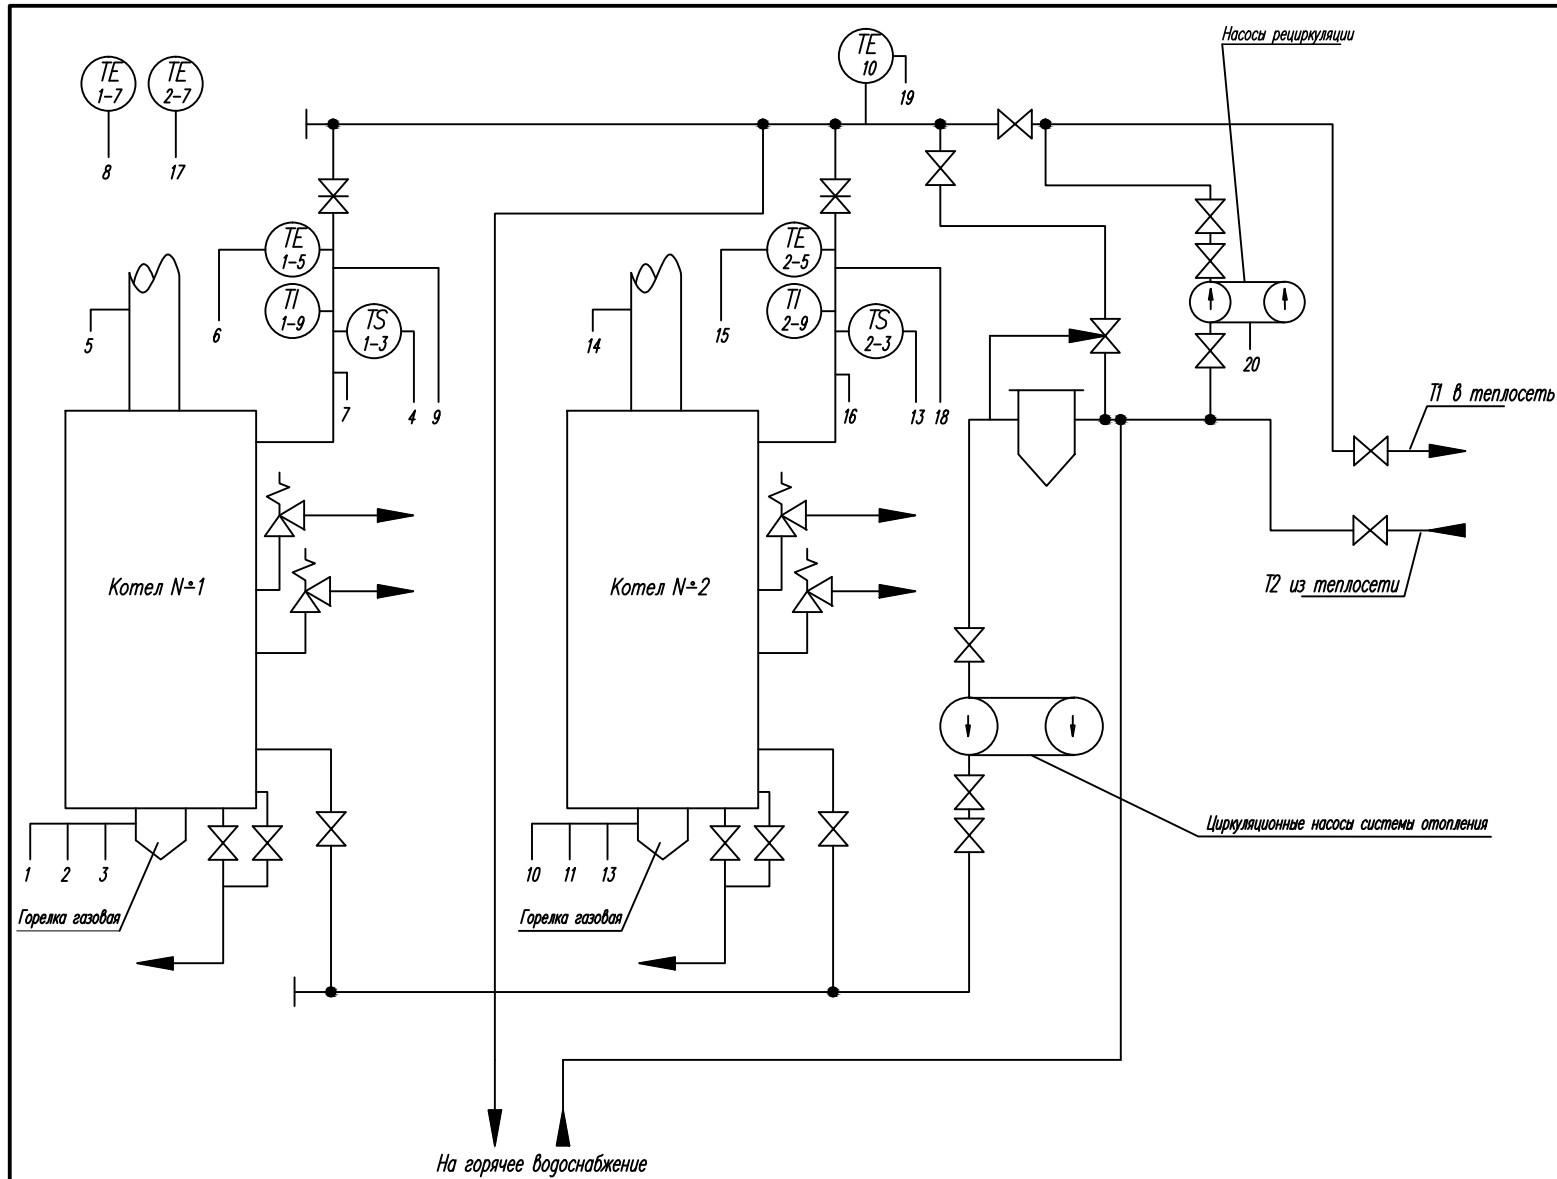 Насосы рециркуляции
TE
10
19
TE
1-7
8
TE
2-7
17
TE
1-5
6
TI
1-9
TS
1-3
5
7
4
9
TE
2-5
15
TI
2-9
TS
2-3
14
16
13
18
20
T1 в теплосеть
T2 из теплосети
Котел №1
Котел №2
Циркуляционные насосы системы отопления
1
2
3
Горелка газовая
10
11
13
Горелка газовая
На горячее водоснабжение